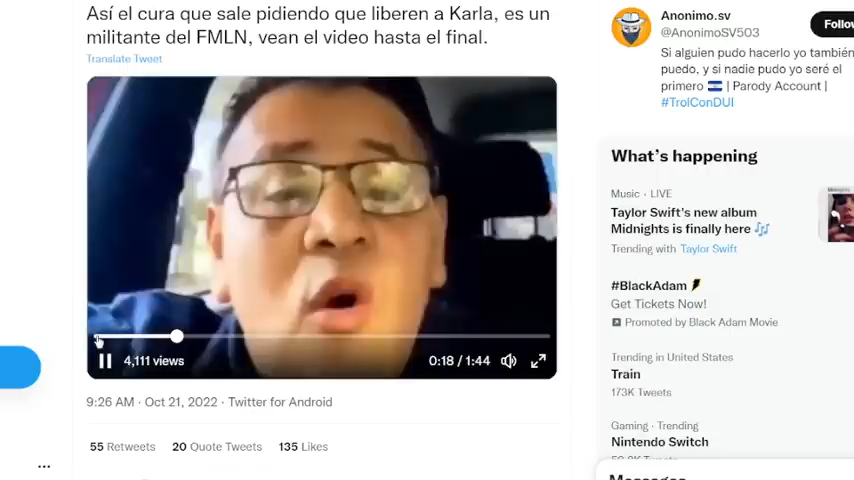 Así el cura que sale pidiendo que liberen a Karla, es un
militante del FMLN, vean el video hasta el final.
Translate Tweet
4,111 views
0:18 / 1:44
9:26 AM · Oct 21, 2022 · Twitter for Android
55 Retweets 20 Quote Tweets 135 Likes
Anonimo.sv
@AnonimoSV503
Si alguien pudo hacerlo yo también
puedo, y si nadie pudo yo seré el
primero 🇸🇻 | Parody Account |
#TrolConDUI
What's happening
Music · LIVE
Taylor Swift's new album
Midnights is finally here 🎶
Trending with Taylor Swift
#BlackAdam
Get Tickets Now!
Promoted by Black Adam Movie
Trending in United States
Train
173K Tweets
Gaming · Trending
Nintendo Switch
Messages